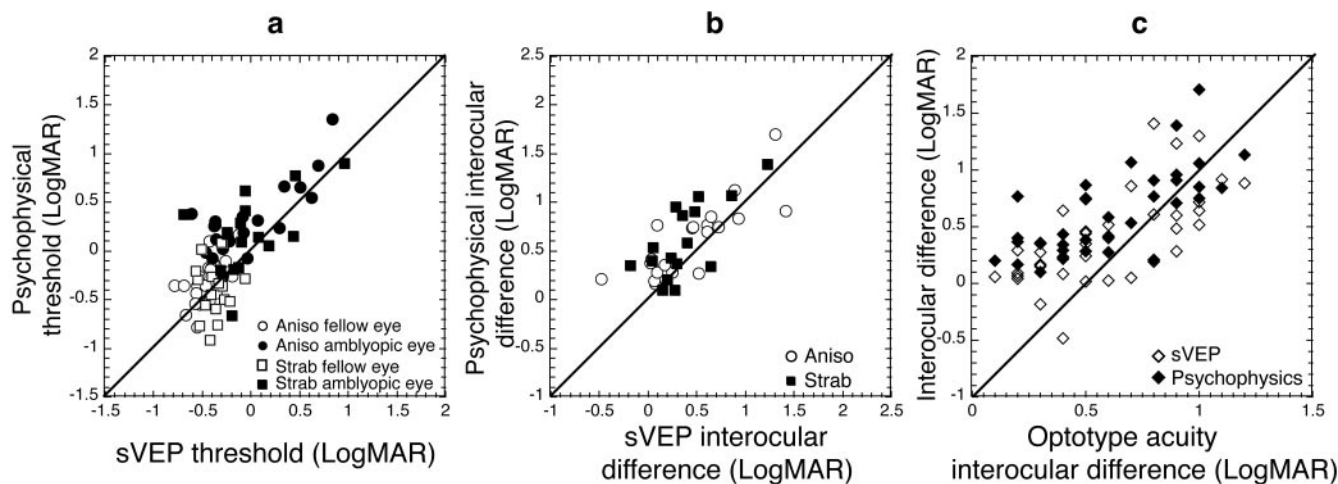 a
Psychophysical
threshold (LogMAR)
2
1.5
1
0.5
0
-0.5
-1
-1.5
-1.5 -1 -0.5 0 0.5 1 1.5 2
Aniso fellow eye
Aniso amblyopic eye
Strab fellow eye
Strab amblyopic eye
sVEP threshold (LogMAR)
b
Psychophysical interocular
difference (LogMAR)
2.5
2
1.5
1
0.5
0
-0.5
-1
-1 -0.5 0 0.5 1 1.5 2 2.5
Aniso
Strab
sVEP interocular
difference (LogMAR)
c
Interocular difference (LogMAR)
2
1.5
1
0.5
0
-0.5
-1
0 0.5 1 1.5
sVEP
Psychophysics
Optotype acuity
interocular difference (LogMAR)